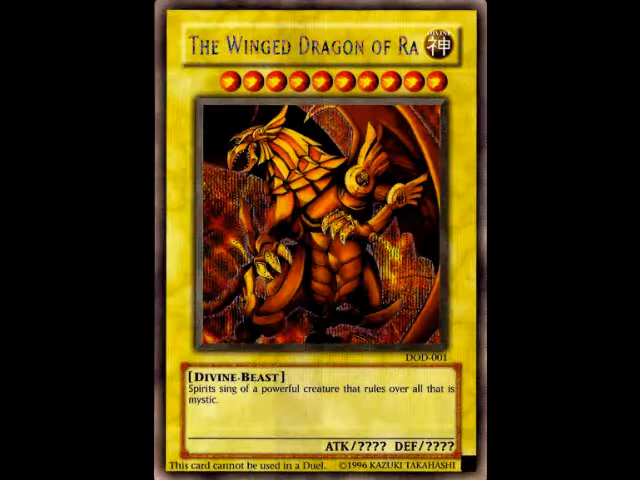 THE WINGED DRAGON OF RA
DIVINE
神
DOD-001
[DIVINE-BEAST]
Spirits sing of a powerful creature that rules over all that is
mystic.
ATK/???? DEF/????
This card cannot be used in a Duel. ©1996 KAZUKI TAKAHASHI